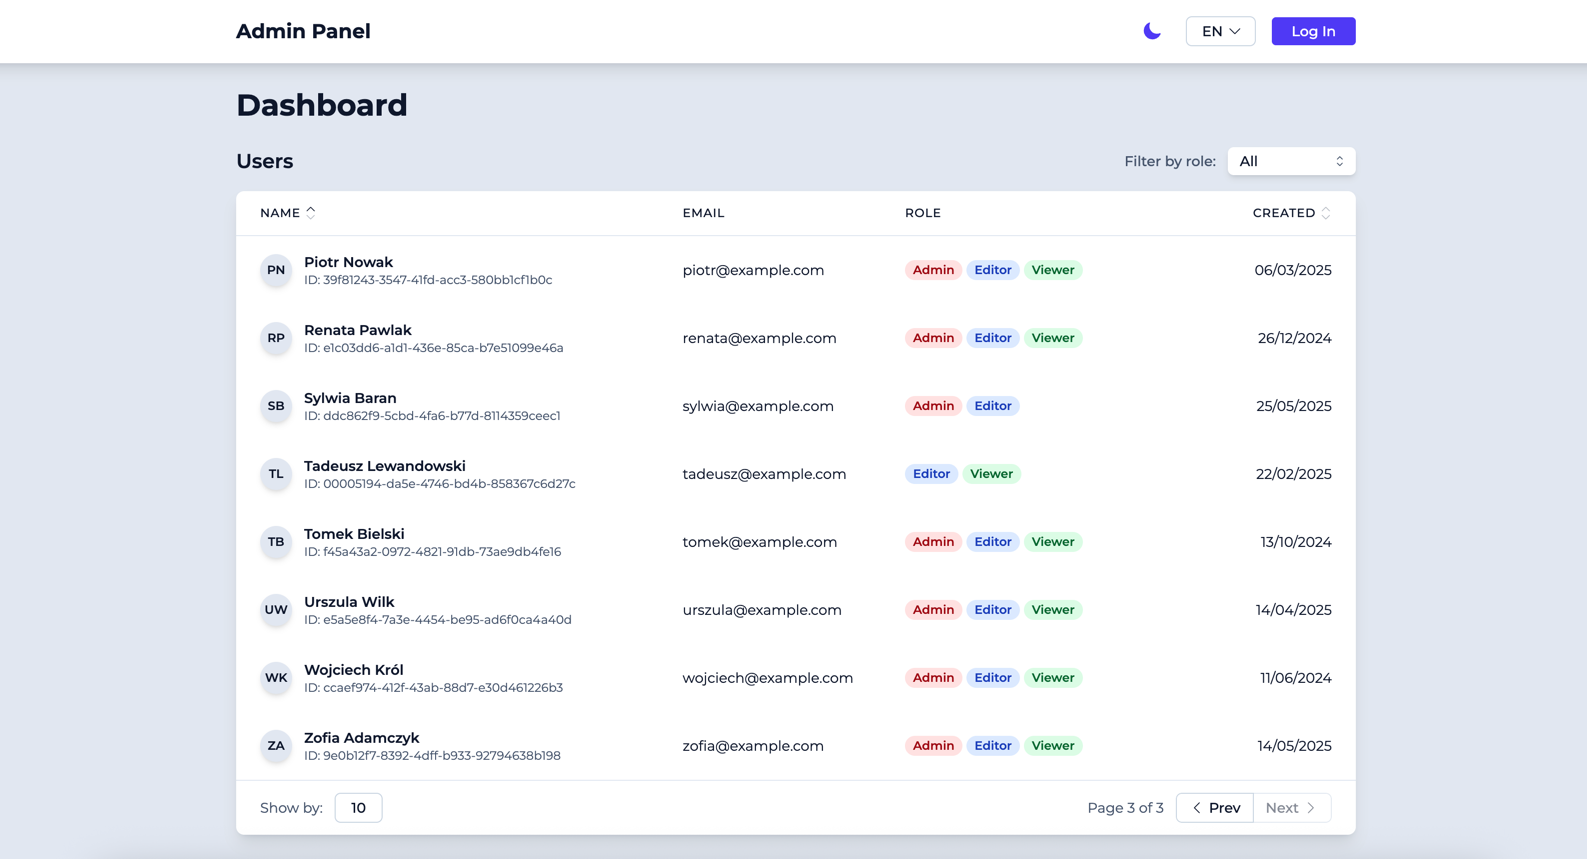 Admin Panel
EN
Log In
Dashboard
Users
Filter by role: All
NAME EMAIL ROLE CREATED
PN Piotr Nowak piotr@example.com Admin Editor Viewer 06/03/2025
ID: 39f81243-3547-41fd-acc3-580bb1cf1b0c
RP Renata Pawlak renata@example.com Admin Editor Viewer 26/12/2024
ID: e1c03dd6-a1d1-436e-85ca-b7e51099e46a
SB Sylwia Baran sylwia@example.com Admin Editor 25/05/2025
ID: ddc862f9-5cbd-4fa6-b77d-8114359ceec1
TL Tadeusz Lewandowski tadeusz@example.com Editor Viewer 22/02/2025
ID: 00005194-da5e-4746-bd4b-858367c6d27c
TB Tomek Bielski tomek@example.com Admin Editor Viewer 13/10/2024
ID: f45a43a2-0972-4821-91db-73ae9db4fe16
UW Urszula Wilk urszula@example.com Admin Editor Viewer 14/04/2025
ID: e5a5e8f4-7a3e-4454-be95-ad6f0ca4a40d
WK Wojciech Król wojciech@example.com Admin Editor Viewer 11/06/2024
ID: ccaef974-412f-43ab-88d7-e30d461226b3
ZA Zofia Adamczyk zofia@example.com Admin Editor Viewer 14/05/2025
ID: 9e0b12f7-8392-4dff-b933-92794638b198
Show by: 10 Page 3 of 3 Prev Next